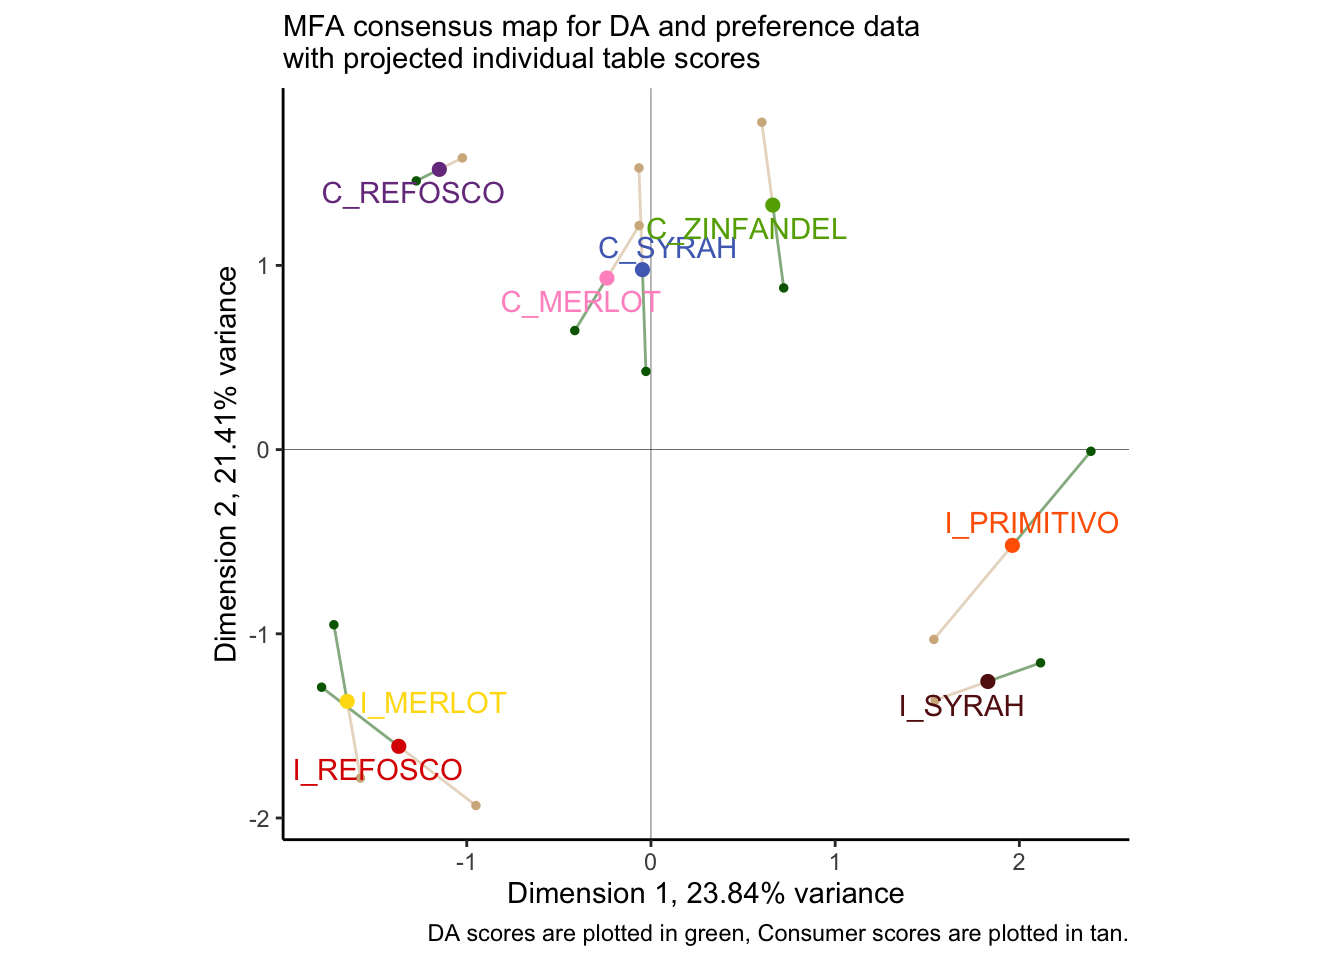 MFA consensus map for DA and preference data
with projected individual table scores
C_REFOSCO
C_ZINFANDEL
C_SYRAH
C_MERLOT
I_PRIMITIVO
I_MERLOT
I_SYRAH
I_REFOSCO
Dimension 2, 21.41% variance
1
0
-1
-2
-1
0
1
2
Dimension 1, 23.84% variance
DA scores are plotted in green, Consumer scores are plotted in tan.